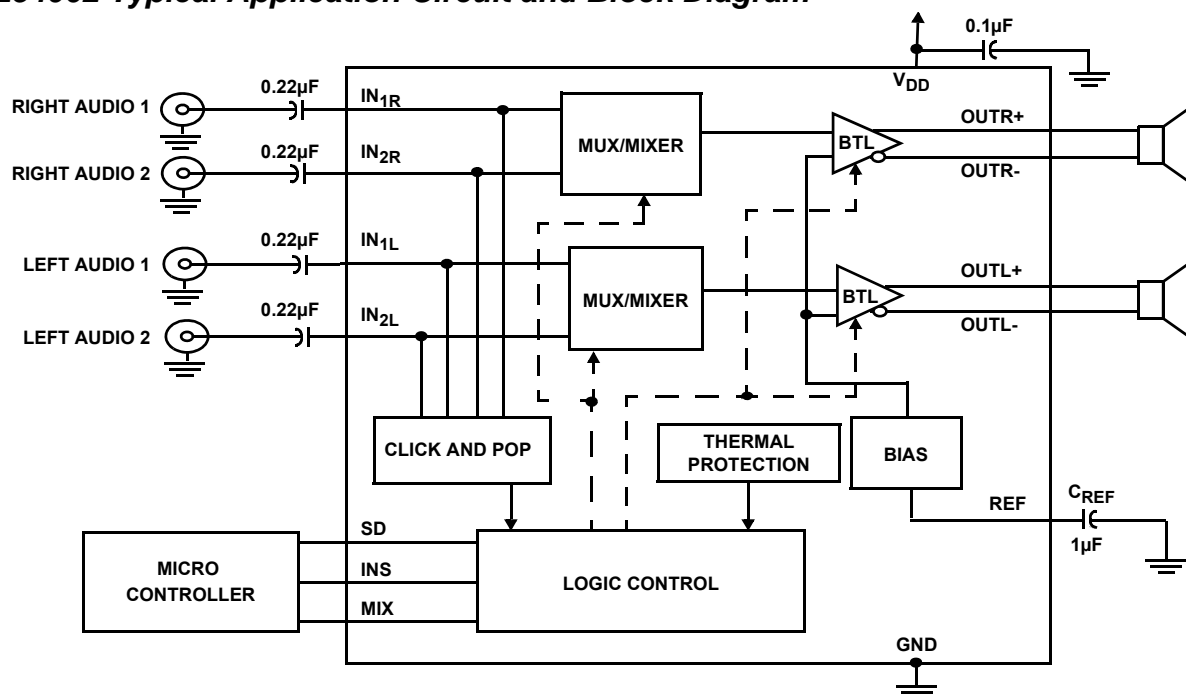 Typical Application Circuit and Block Diagram
0.1µF
VDD
RIGHT AUDIO 1
0.22µF
IN1R
MUX/MIXER
BTL
OUTR+
RIGHT AUDIO 2
0.22µF
IN2R
OUTR-
LEFT AUDIO 1
0.22µF
IN1L
MUX/MIXER
BTL
OUTL+
LEFT AUDIO 2
0.22µF
IN2L
OUTL-
CLICK AND POP
THERMAL
PROTECTION
BIAS
REF
CREF
1µF
MICRO
CONTROLLER
SD
INS
MIX
LOGIC CONTROL
GND